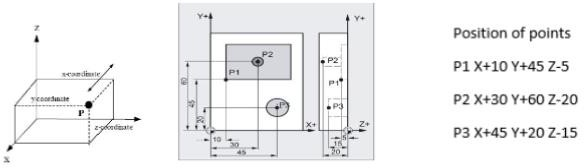 z
x-coordinate
y-coordinate
P
z-coordinate
X
Y+
Y+
P2
P2
P1
P1
P3
P3
60
45
20
X+
Z+
10
30
45
5
15
20
Position of points
P1 X+10 Y+45 Z-5
P2 X+30 Y+60 Z-20
P3 X+45 Y+20 Z-15